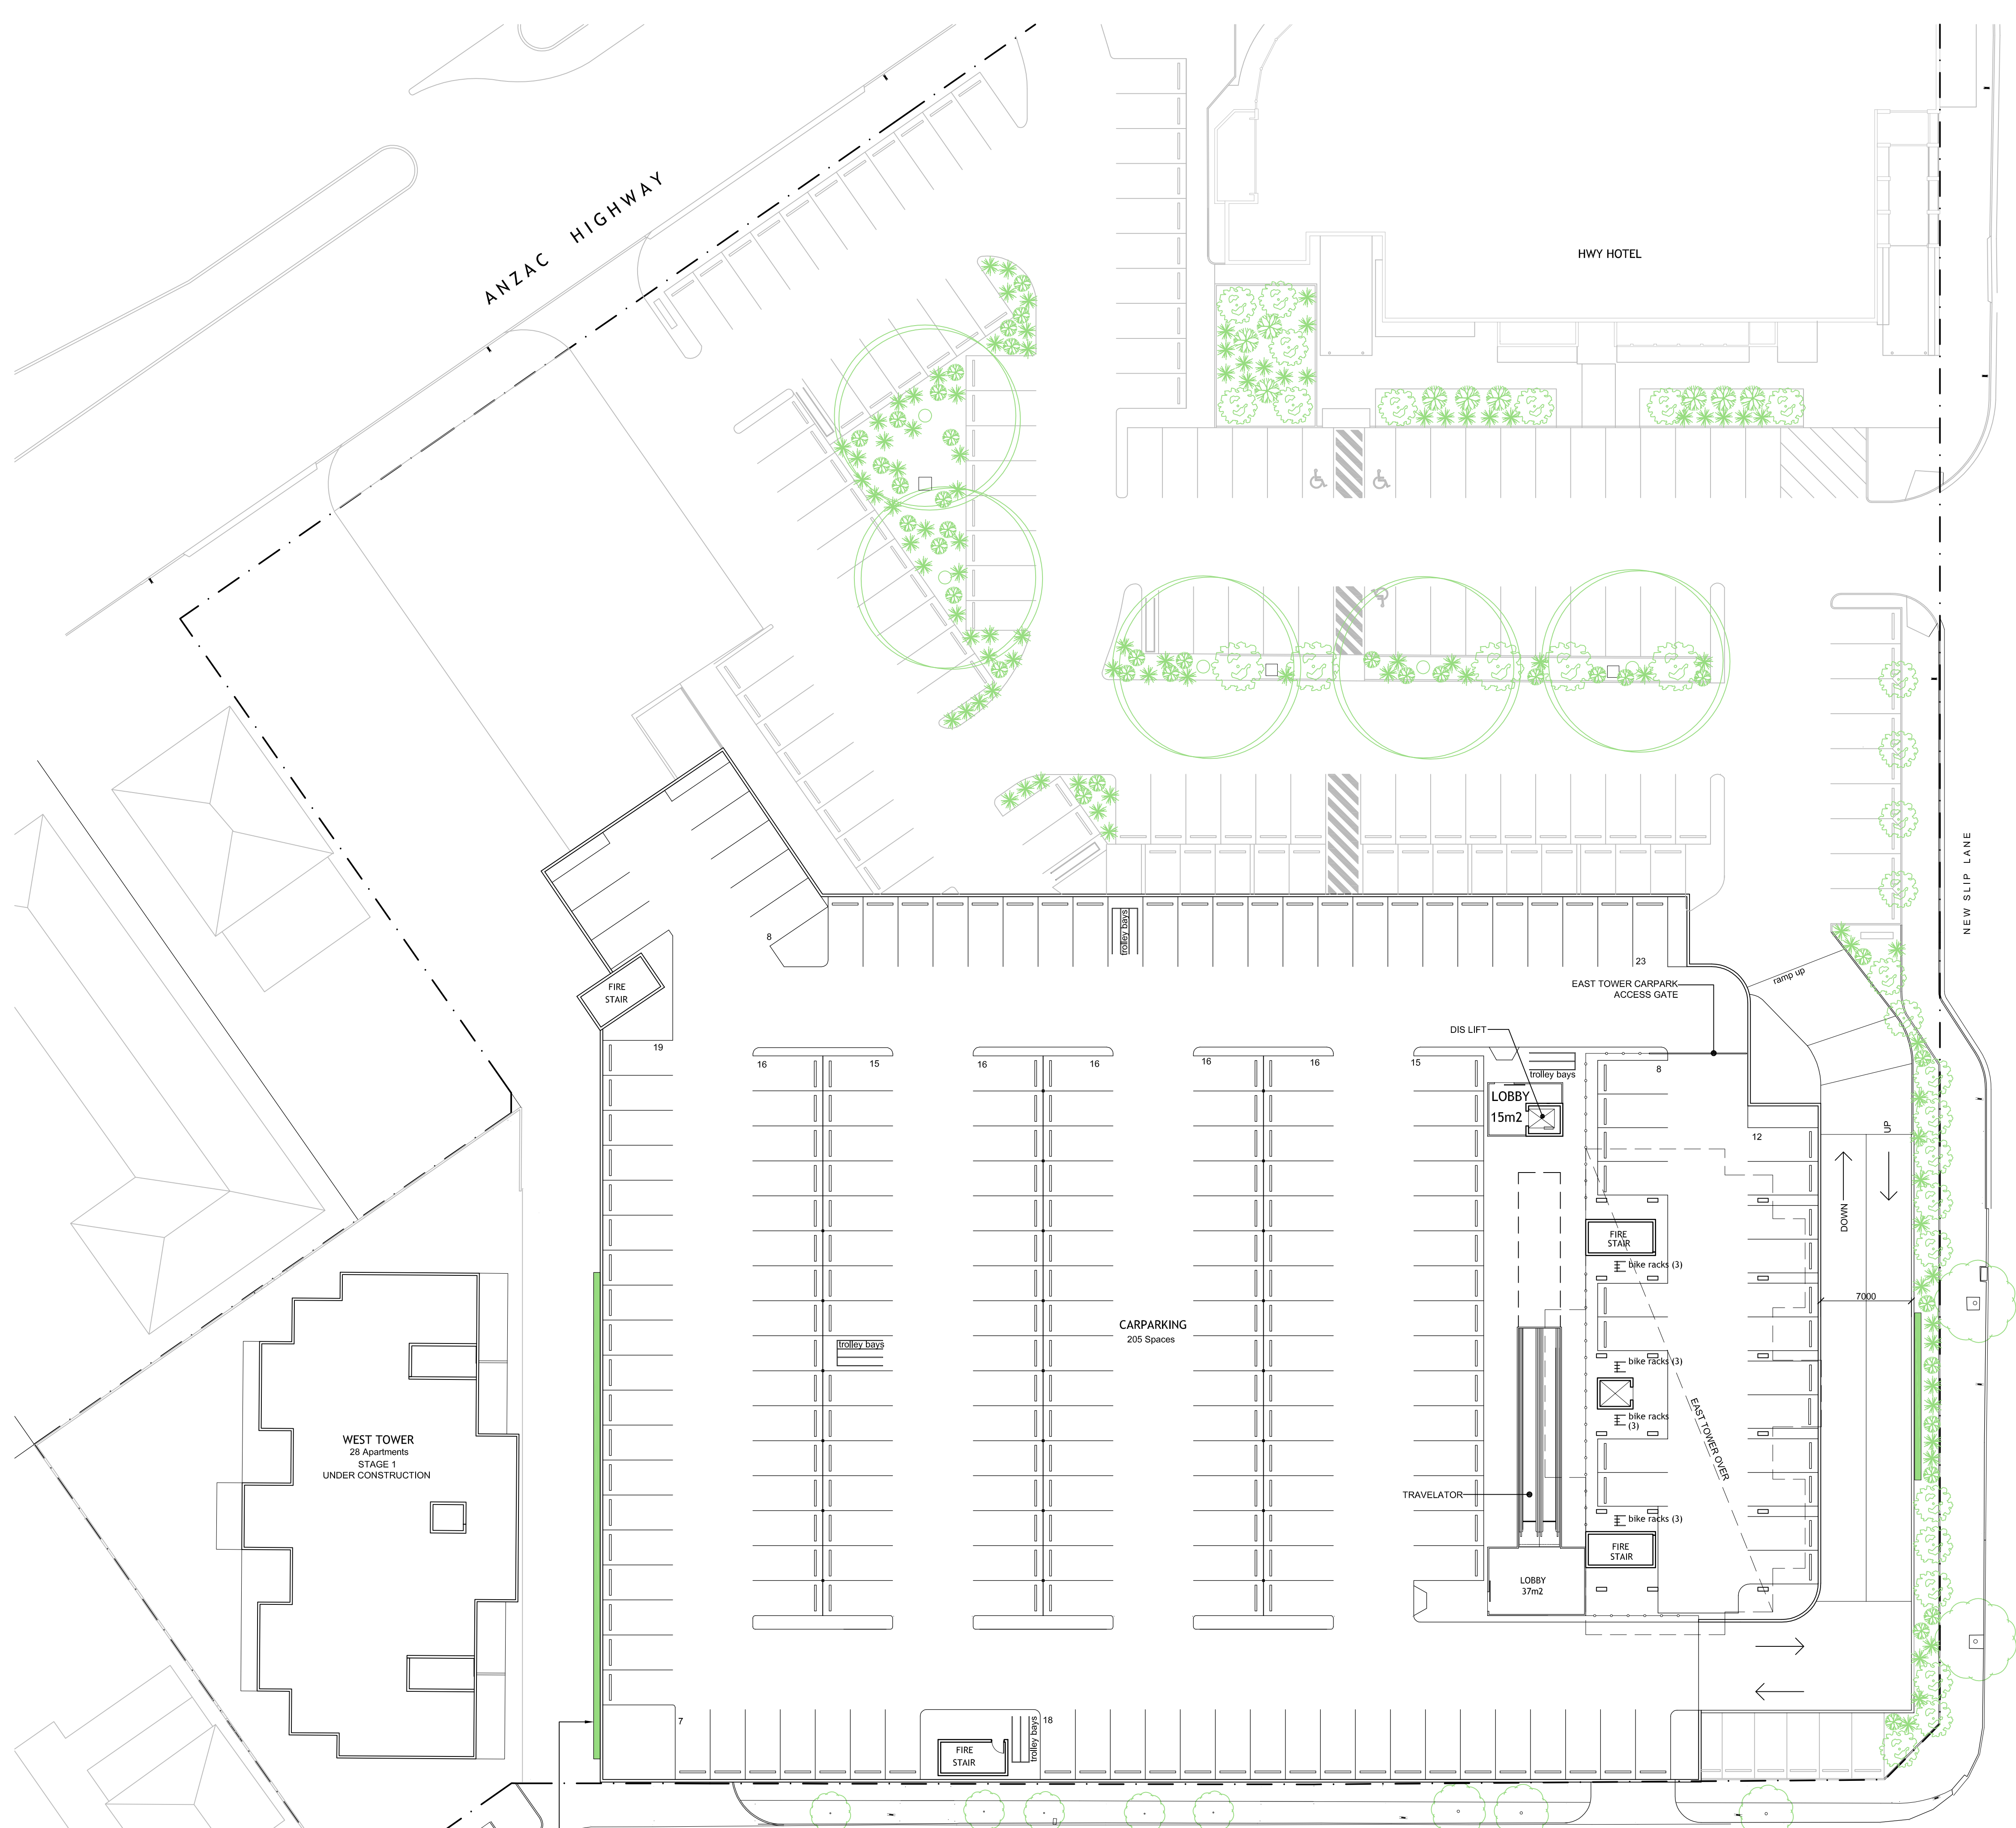 ANZAC HIGHWAY
HWY HOTEL
NEW SLIP LANE
trolley bays
8
23
EAST TOWER CARPARK
ACCESS GATE
ramp up
FIRE
STAIR
DIS LIFT
19
16
15
16
16
16
16
15
trolley bays
8
LOBBY
15m2
12
UP
DOWN
FIRE
STAIR
bike racks (3)
7000
CARPARKING
205 Spaces
trolley bays
bike racks (3)
bike racks
(3)
EAST TOWER OVER
WEST TOWER
28 Apartments
STAGE 1
UNDER CONSTRUCTION
TRAVELATOR
bike racks (3)
FIRE
STAIR
LOBBY
37m2
7
18
trolley bays
FIRE
STAIR